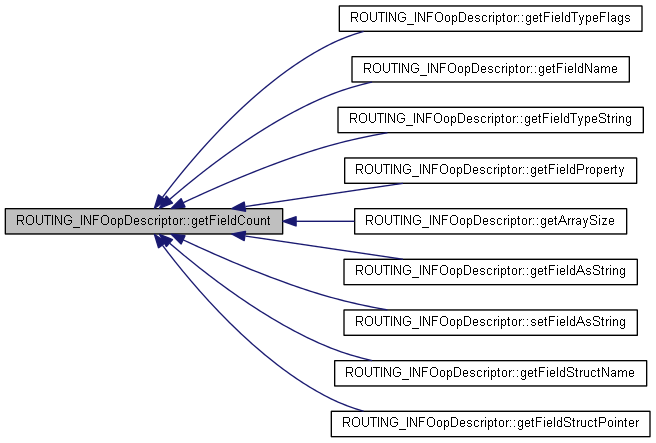 ROUTING_INFOopDescriptor::getFieldTypeFlags
ROUTING_INFOopDescriptor::getFieldName
ROUTING_INFOopDescriptor::getFieldTypeString
ROUTING_INFOopDescriptor::getFieldProperty
ROUTING_INFOopDescriptor::getFieldCount
ROUTING_INFOopDescriptor::getArraySize
ROUTING_INFOopDescriptor::getFieldAsString
ROUTING_INFOopDescriptor::setFieldAsString
ROUTING_INFOopDescriptor::getFieldStructName
ROUTING_INFOopDescriptor::getFieldStructPointer